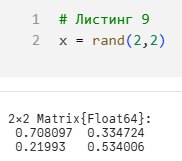 1 # Листинг 9
2 x = rand(2,2)
2×2 Matrix{Float64}:
0.708097 0.334724
0.21993 0.534006